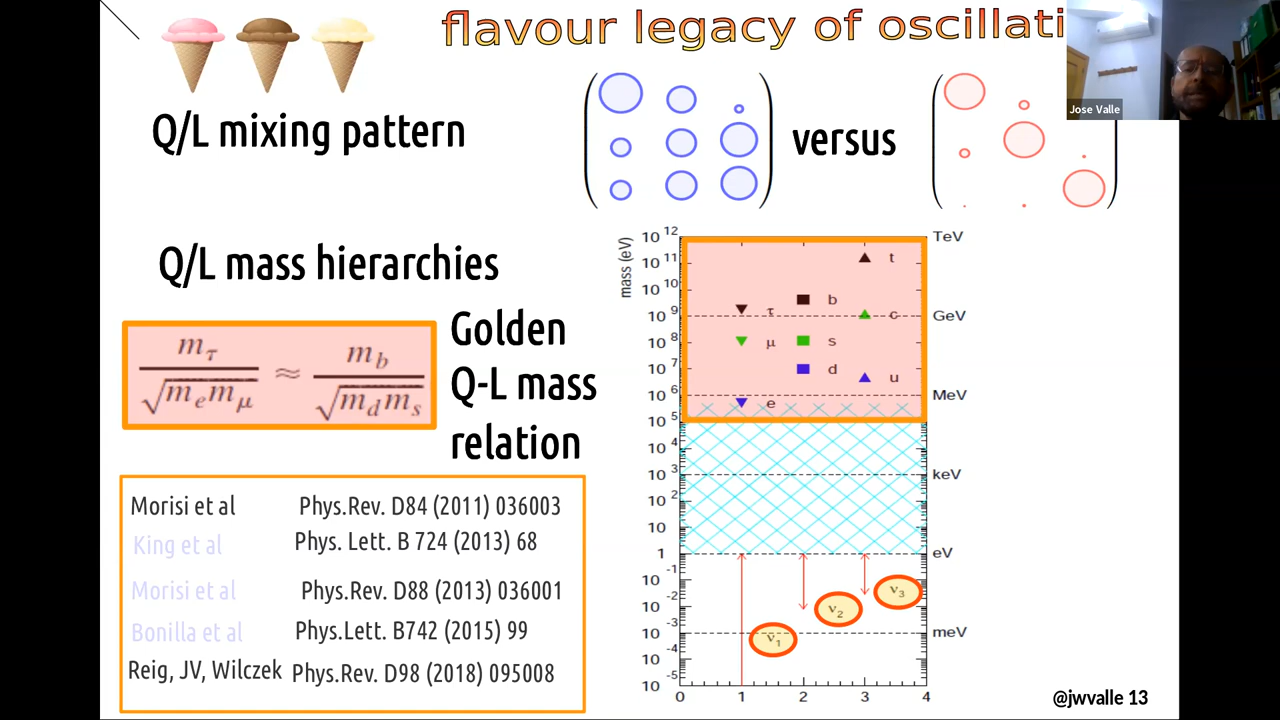 flavour legacy of oscillati
Jose Valle
Q/L mixing pattern
versus
Q/L mass hierarchies
Golden
Q-L mass
relation
m_τ / √m_e m_μ ≈ m_b / √m_d m_s
Morisi et al Phys.Rev. D84 (2011) 036003
King et al Phys. Lett. B 724 (2013) 68
Morisi et al Phys.Rev. D88 (2013) 036001
Bonilla et al Phys.Lett. B742 (2015) 99
Reig, JV, Wilczek Phys.Rev. D98 (2018) 095008
mass (eV)
10^12 TeV
10^11 t
10^10 b
10^9 τ c GeV
10^8 μ s
10^7 d u
10^6 e MeV
10^5
10^4
10^3 keV
10^2
10
1 eV
10^-1
10^-2 ν3
10^-3 ν2 meV
10^-4 ν1
10^-5
0 1 2 3 4
@jwvalle 13